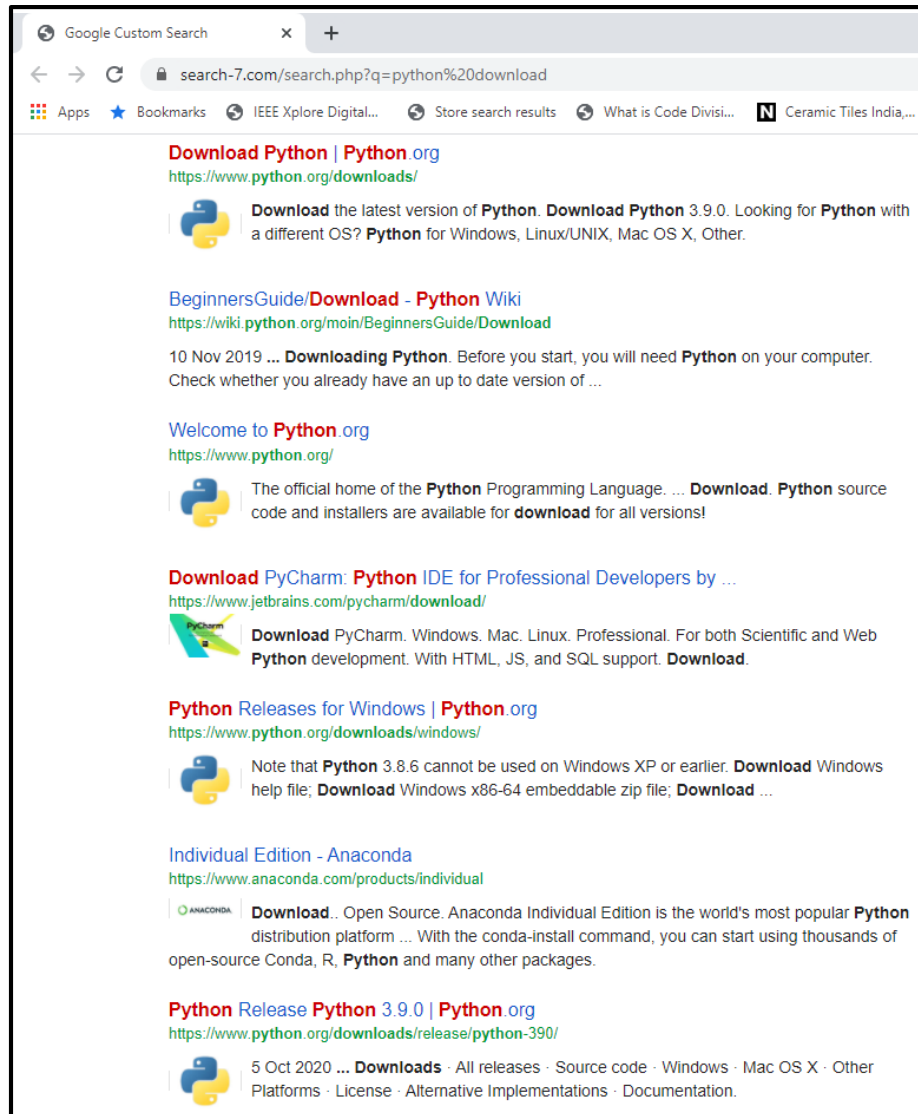 Google Custom Search
search-7.com/search.php?q=python%20download
Apps Bookmarks IEEE Xplore Digital... Store search results What is Code Divisi... N Ceramic Tiles India,...
Download Python | Python.org
https://www.python.org/downloads/
Download the latest version of Python. Download Python 3.9.0. Looking for Python with
a different OS? Python for Windows, Linux/UNIX, Mac OS X, Other.
BeginnersGuide/Download - Python Wiki
https://wiki.python.org/moin/BeginnersGuide/Download
10 Nov 2019 ... Downloading Python. Before you start, you will need Python on your computer.
Check whether you already have an up to date version of ...
Welcome to Python.org
https://www.python.org/
The official home of the Python Programming Language. ... Download. Python source
code and installers are available for download for all versions!
Download PyCharm: Python IDE for Professional Developers by ...
https://www.jetbrains.com/pycharm/download/
PyCharm
Download PyCharm. Windows. Mac. Linux. Professional. For both Scientific and Web
Python development. With HTML, JS, and SQL support. Download.
Python Releases for Windows | Python.org
https://www.python.org/downloads/windows/
Note that Python 3.8.6 cannot be used on Windows XP or earlier. Download Windows
help file; Download Windows x86-64 embeddable zip file; Download ...
Individual Edition - Anaconda
https://www.anaconda.com/products/individual
ANACONDA
Download.. Open Source. Anaconda Individual Edition is the world's most popular Python
distribution platform ... With the conda-install command, you can start using thousands of
open-source Conda, R, Python and many other packages.
Python Release Python 3.9.0 | Python.org
https://www.python.org/downloads/release/python-390/
5 Oct 2020 ... Downloads · All releases · Source code · Windows · Mac OS X · Other
Platforms · License · Alternative Implementations · Documentation.